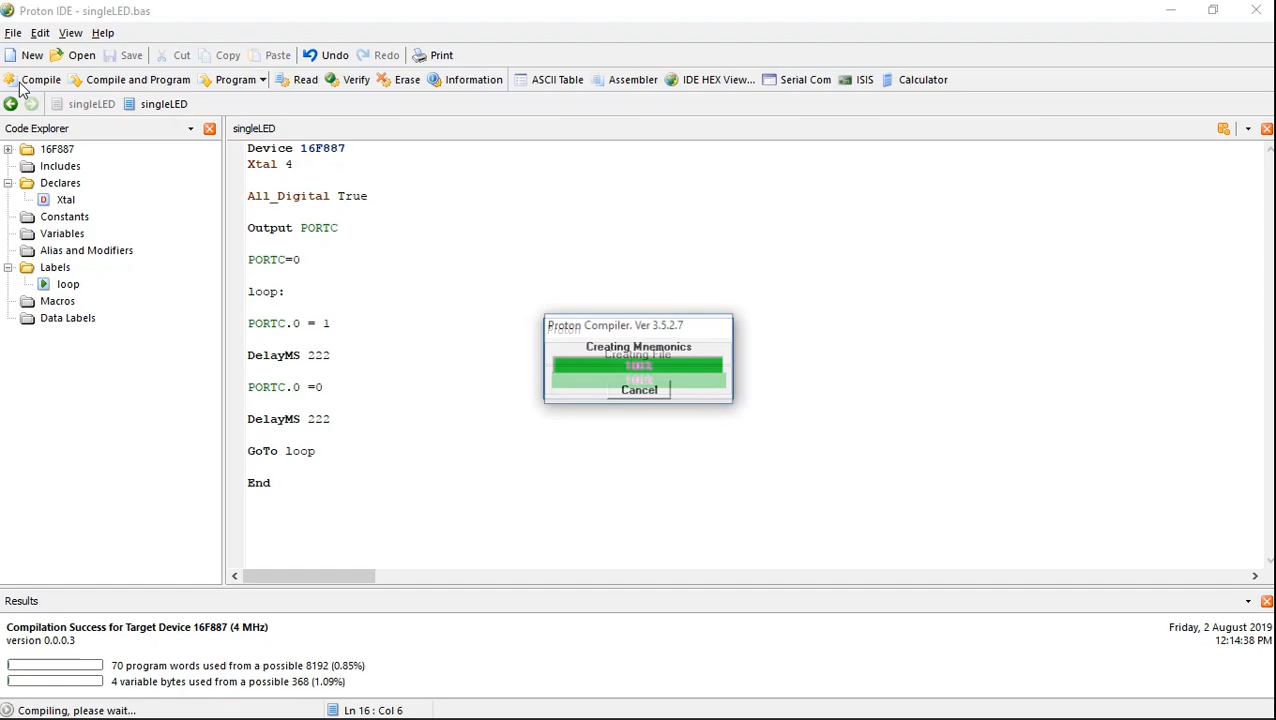 Proton IDE - singleLED.bas
File Edit View Help
New Open Save Cut Copy Paste Undo Redo Print
Compile Compile and Program Program Read Verify Erase Information ASCII Table Assembler IDE HEX View... Serial Com ISIS Calculator
singleLED singleLED
Code Explorer
16F887
Includes
Declares
Xtal
Constants
Variables
Alias and Modifiers
Labels
loop
Macros
Data Labels
singleLED
Device 16F887
Xtal 4
All_Digital True
Output PORTC
PORTC=0
loop:
PORTC.0 = 1
DelayMS 222
PORTC.0 =0
DelayMS 222
GoTo loop
End
Proton Compiler. Ver 3.5.2.7
Proton
Creating Mnemonics
Creating File
Cancel
Results
Compilation Success for Target Device 16F887 (4 MHz)
version 0.0.0.3
Friday, 2 August 2019
12:14:38 PM
70 program words used from a possible 8192 (0.85%)
4 variable bytes used from a possible 368 (1.09%)
Compiling, please wait...
Ln 16 : Col 6